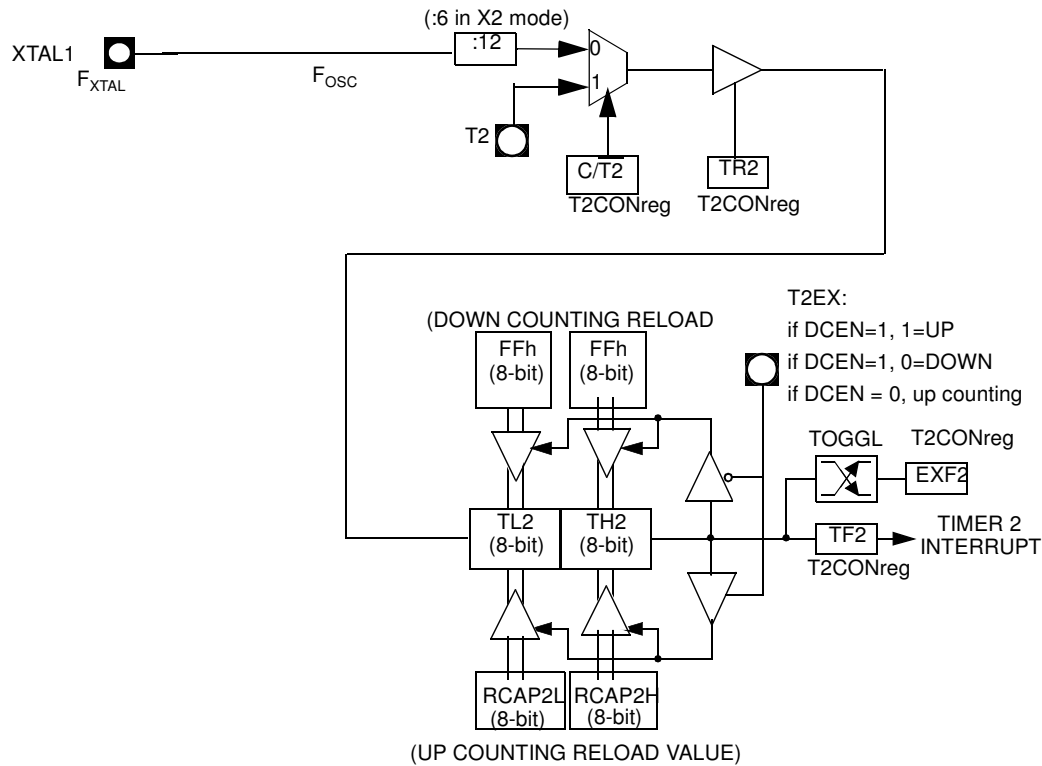 (:6 in X2 mode)
XTAL1
:12
0
F_XTAL
F_OSC
1
T2
C/T2
TR2
T2CONreg
T2CONreg
T2EX:
(DOWN COUNTING RELOAD
if DCEN=1, 1=UP
FFh
(8-bit)
FFh
(8-bit)
if DCEN=1, 0=DOWN
if DCEN = 0, up counting
TOGGL
T2CONreg
EXF2
TL2
(8-bit)
TH2
(8-bit)
TF2
TIMER 2
INTERRUPT
T2CONreg
RCAP2L
(8-bit)
RCAP2H
(8-bit)
(UP COUNTING RELOAD VALUE)